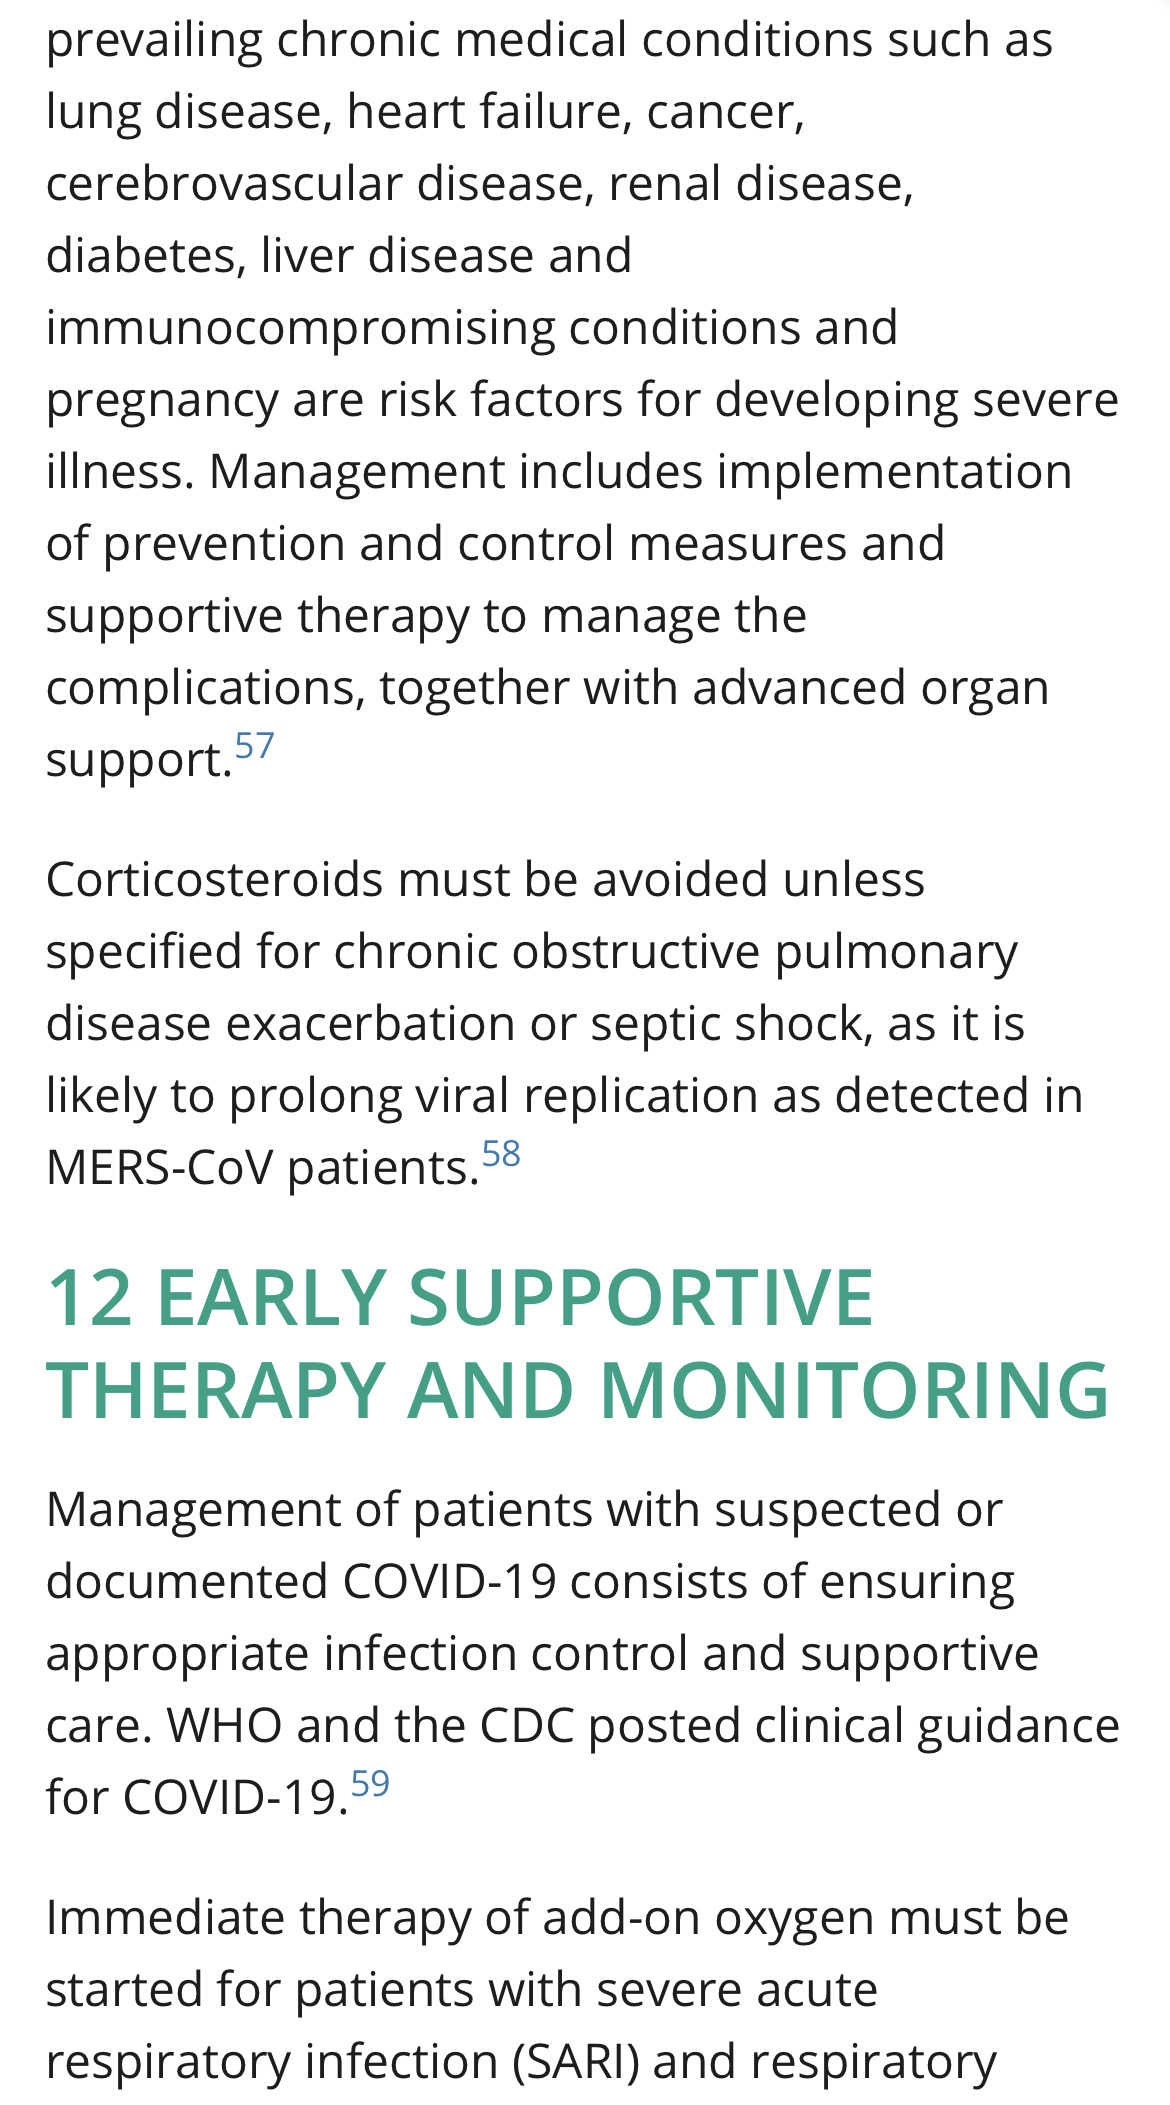 prevailing chronic medical conditions such as
lung disease, heart failure, cancer,
cerebrovascular disease, renal disease,
diabetes, liver disease and
immunocompromising conditions and
pregnancy are risk factors for developing severe
illness. Management includes implementation
of prevention and control measures and
supportive therapy to manage the
complications, together with advanced organ
support.57
Corticosteroids must be avoided unless
specified for chronic obstructive pulmonary
disease exacerbation or septic shock, as it is
likely to prolong viral replication as detected in
MERS-CoV patients.58
12 EARLY SUPPORTIVE
THERAPY AND MONITORING
Management of patients with suspected or
documented COVID-19 consists of ensuring
appropriate infection control and supportive
care. WHO and the CDC posted clinical guidance
for COVID-19.59
Immediate therapy of add-on oxygen must be
started for patients with severe acute
respiratory infection (SARI) and respiratory